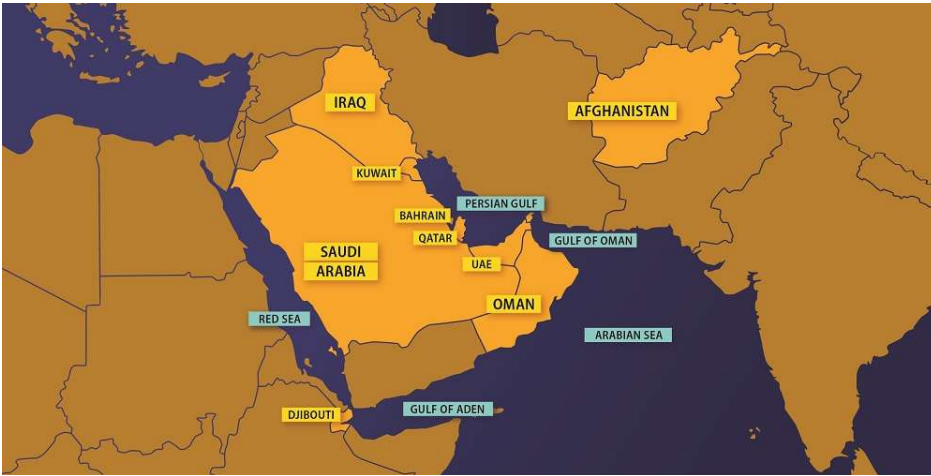 IRAQ
AFGHANISTAN
KUWAIT
PERSIAN GULF
BAHRAIN
QATAR
GULF OF OMAN
SAUDI
ARABIA
UAE
OMAN
RED SEA
ARABIAN SEA
GULF OF ADEN
DJIBOUTI